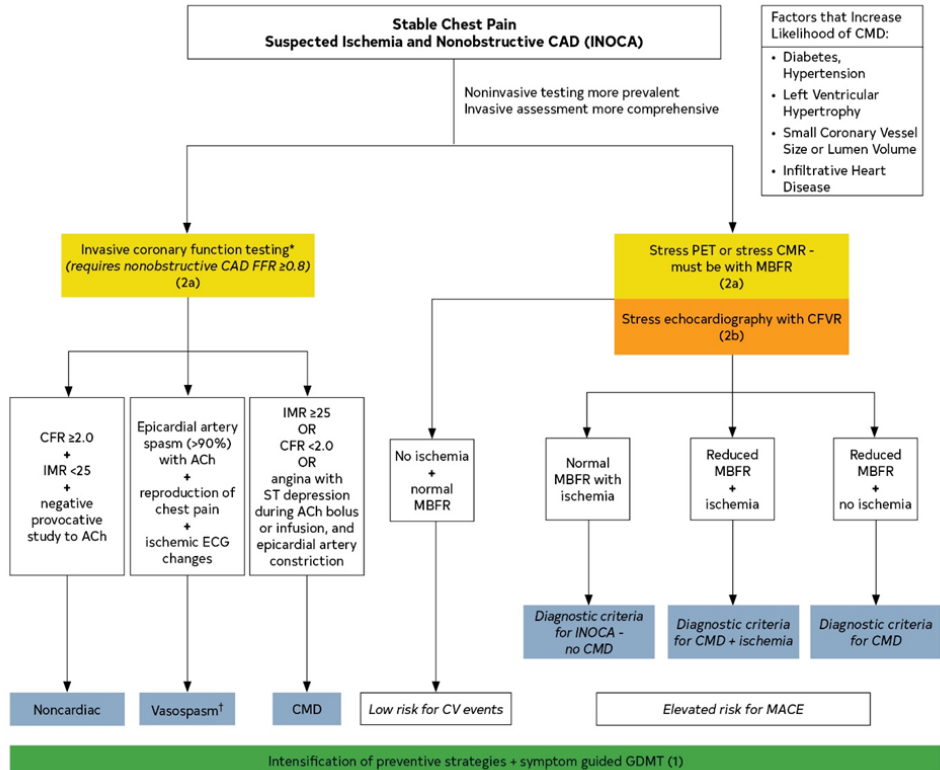 Stable Chest Pain
Suspected Ischemia and Nonobstructive CAD (INOCA)
Factors that Increase
Likelihood of CMD:
• Diabetes,
Hypertension
• Left Ventricular
Hypertrophy
• Small Coronary Vessel
Size or Lumen Volume
• Infiltrative Heart
Disease
Noninvasive testing more prevalent
Invasive assessment more comprehensive
Invasive coronary function testing*
(requires nonobstructive CAD FFR ≥0.8)
(2a)
Stress PET or stress CMR -
must be with MBFR
(2a)
Stress echocardiography with CFVR
(2b)
CFR ≥2.0
+
IMR <25
+
negative
provocative
study to ACh
Epicardial artery
spasm (>90%)
with ACh
+
reproduction of
chest pain
+
ischemic ECG
changes
IMR ≥25
OR
CFR <2.0
OR
angina with
ST depression
during ACh bolus
or infusion, and
epicardial artery
constriction
No ischemia
+
normal
MBFR
Normal
MBFR with
ischemia
Reduced
MBFR
+
ischemia
Reduced
MBFR
+
no ischemia
Diagnostic criteria
for INOCA -
no CMD
Diagnostic criteria
for CMD + ischemia
Diagnostic criteria
for CMD
Noncardiac
Vasospasm†
CMD
Low risk for CV events
Elevated risk for MACE
Intensification of preventive strategies + symptom guided GDMT (1)